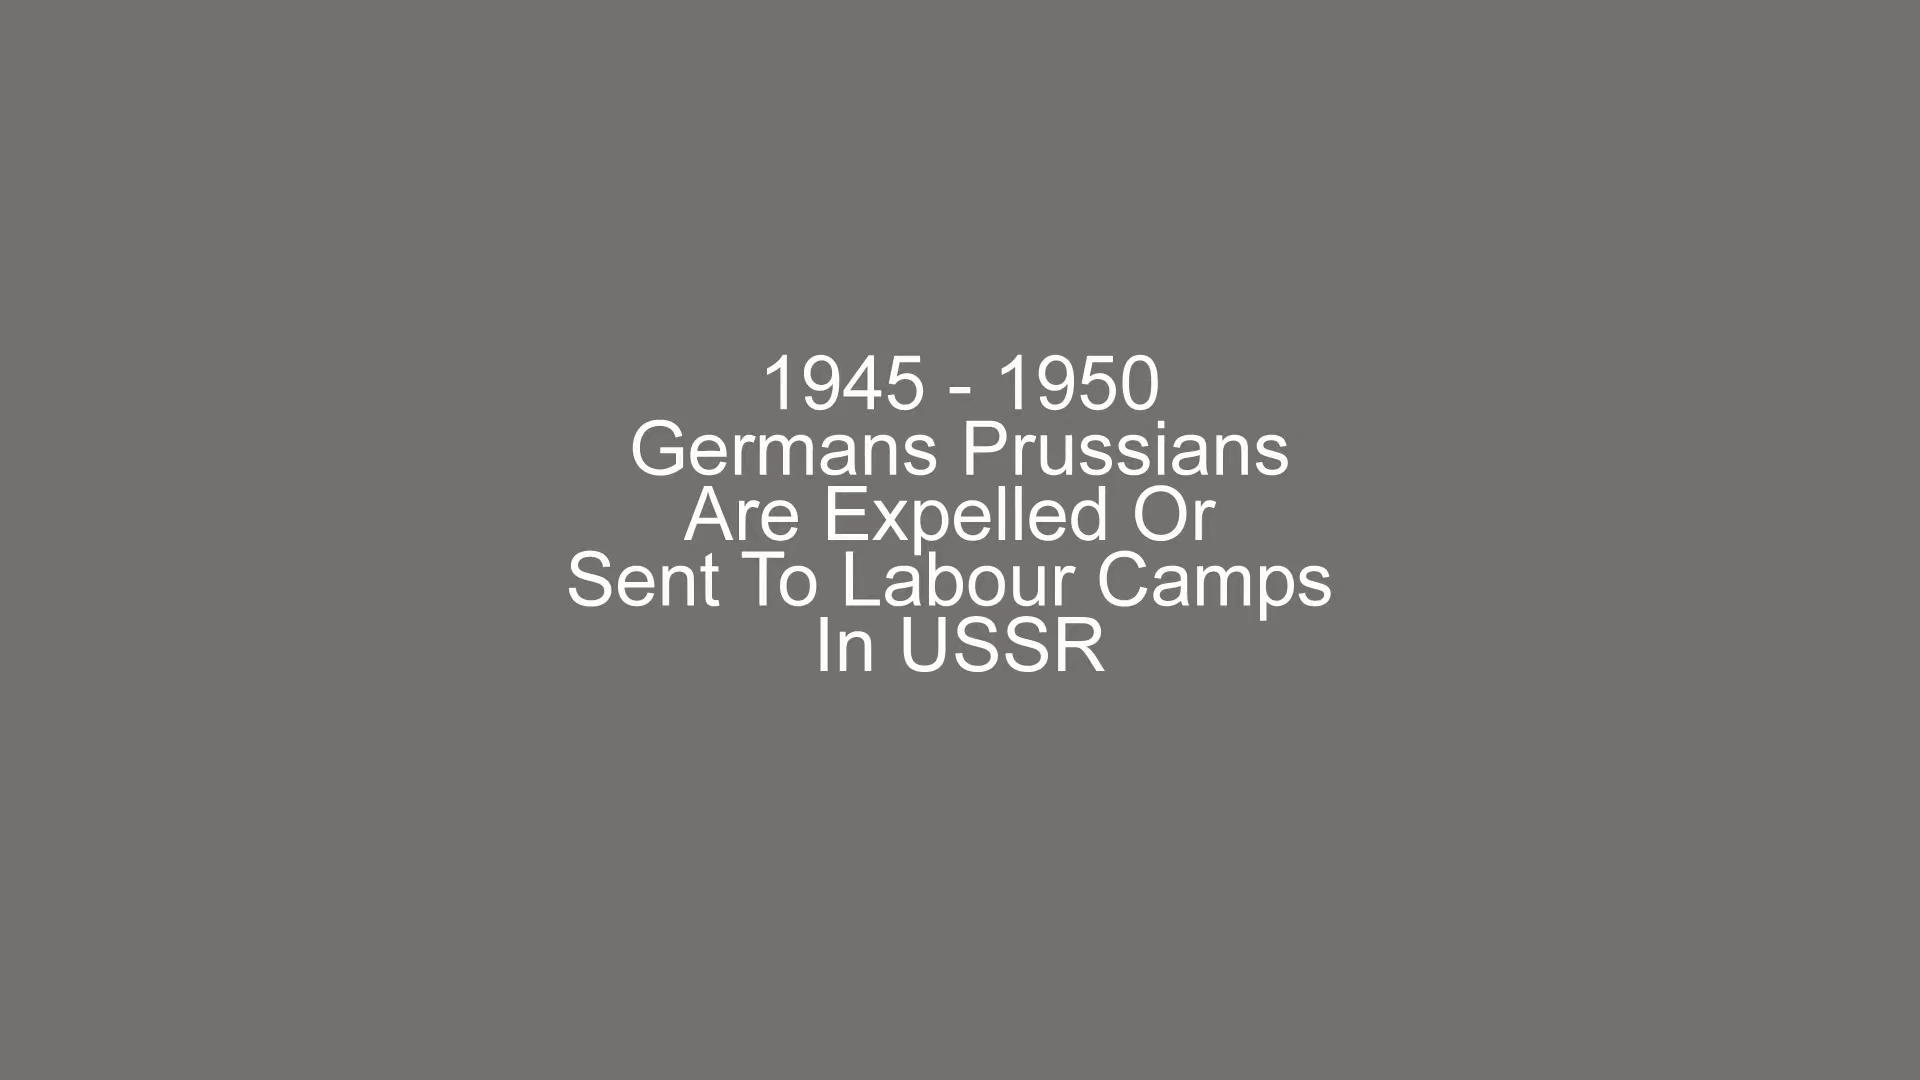 1945 - 1950
Germans Prussians
Are Expelled Or
Sent To Labour Camps
In USSR